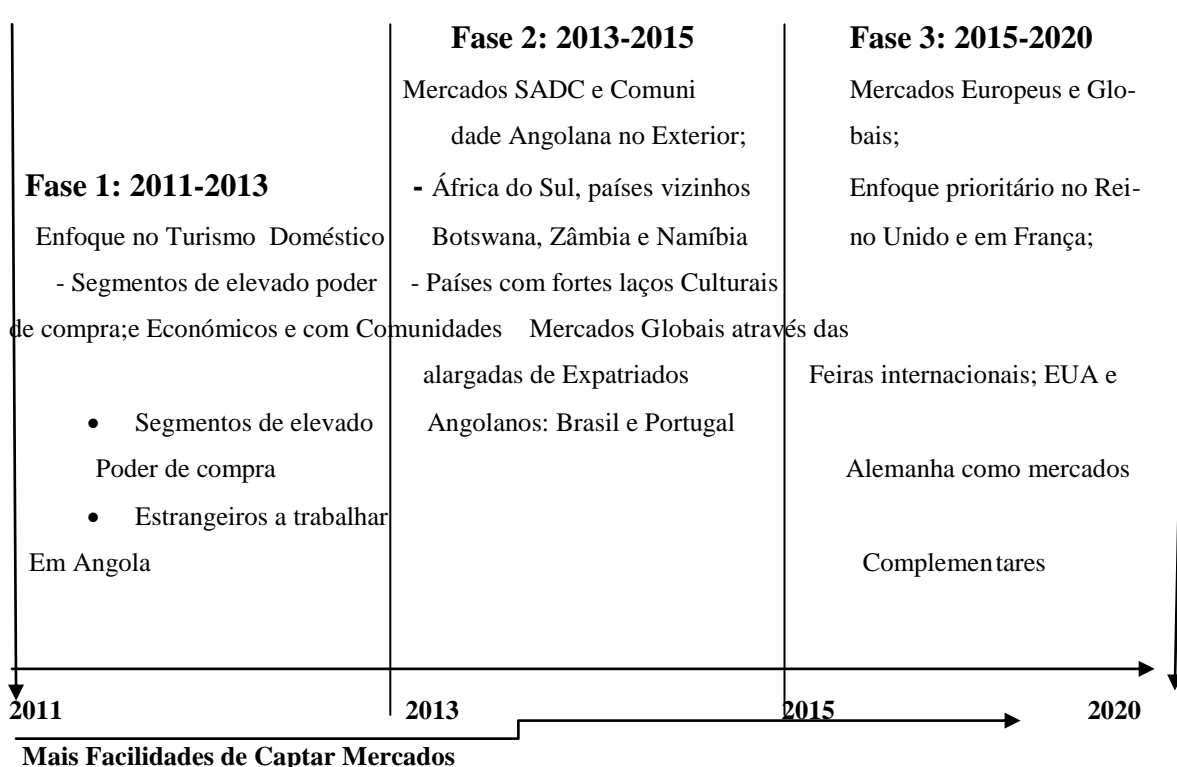 Fase 1: 2011-2013
Enfoque no Turismo Doméstico
- Segmentos de elevado poder
de compra;e Económicos e com Comunidades
• Segmentos de elevado
Poder de compra
• Estrangeiros a trabalhar
Em Angola
Fase 2: 2013-2015
Mercados SADC e Comuni
dade Angolana no Exterior;
- África do Sul, países vizinhos
Botswana, Zâmbia e Namíbia
- Países com fortes laços Culturais
alargadas de Expatriados
Angolanos: Brasil e Portugal
Fase 3: 2015-2020
Mercados Europeus e Glo-
bais;
Enfoque prioritário no Rei-
no Unido e em França;
Mercados Globais através das
Feiras internacionais; EUA e
Alemanha como mercados
Complementares
2011
2013
2015
2020
Mais Facilidades de Captar Mercados